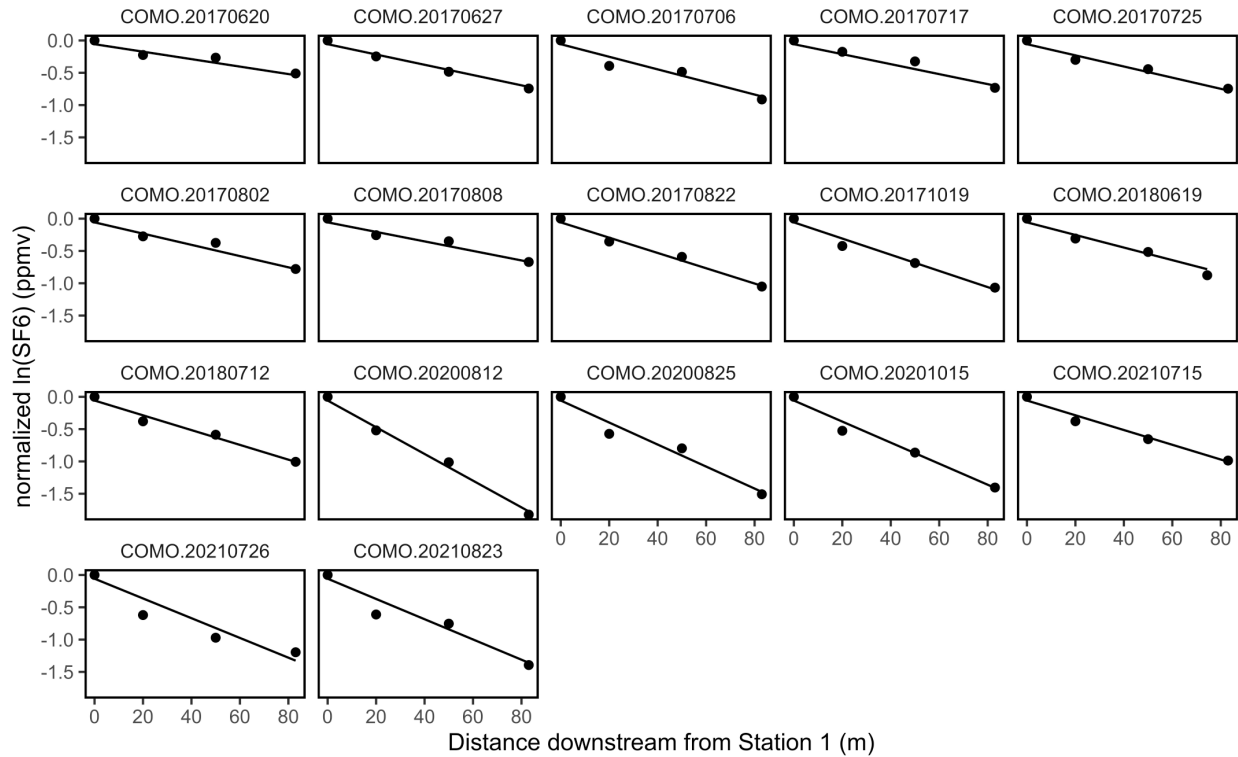 COMO.20170620 COMO.20170627 COMO.20170706 COMO.20170717 COMO.20170725
0.0
-0.5
-1.0
-1.5
COMO.20170802 COMO.20170808 COMO.20170822 COMO.20171019 COMO.20180619
0.0
-0.5
-1.0
-1.5
normalized ln(SF6) (ppmv)
COMO.20180712 COMO.20200812 COMO.20200825 COMO.20201015 COMO.20210715
0.0
-0.5
-1.0
-1.5
0 20 40 60 80 0 20 40 60 80 0 20 40 60 80
COMO.20210726 COMO.20210823
0.0
-0.5
-1.0
-1.5
0 20 40 60 80 0 20 40 60 80
Distance downstream from Station 1 (m)